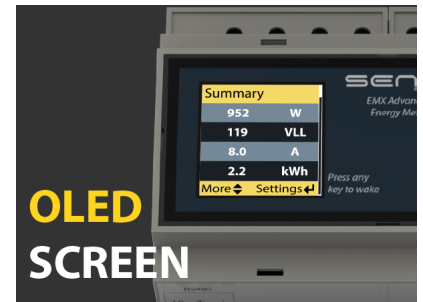 Summary
952 W
119 VLL
8.0 A
2.2 kWh
More Settings
EMX Advan
Energy Me
Press any
key to wake
OLED
SCREEN
RS485